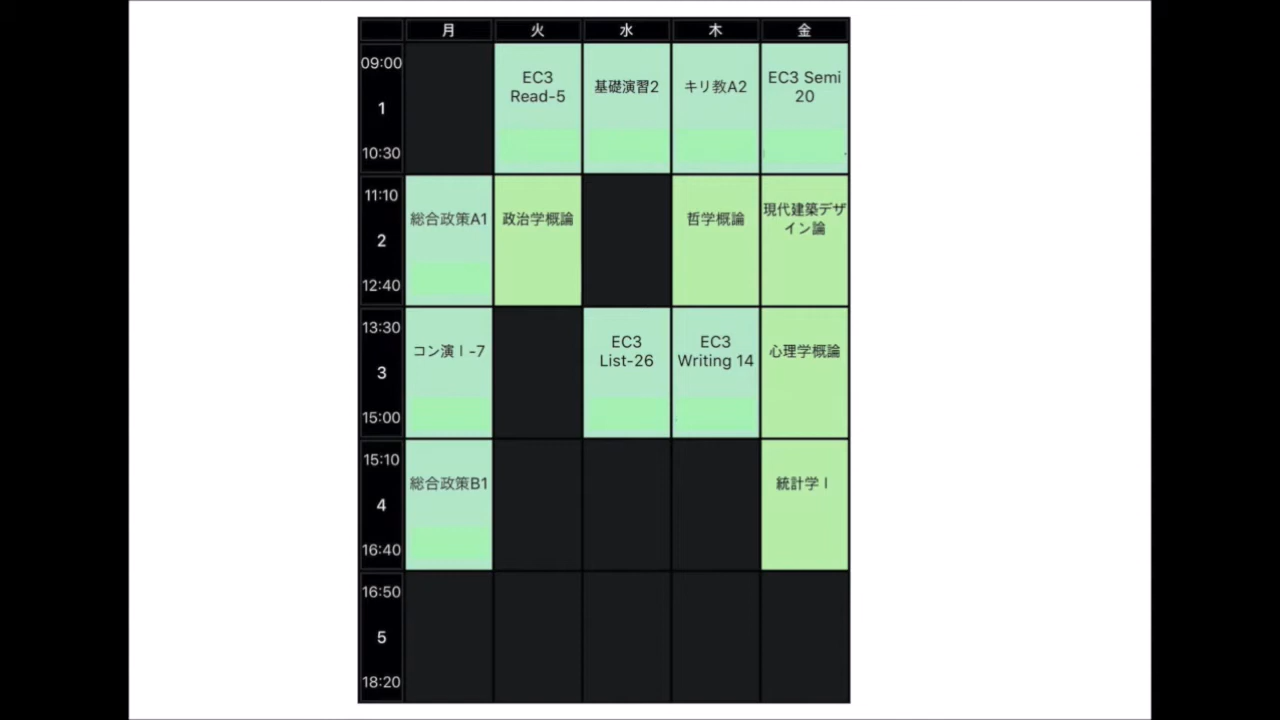 月 火 水 木 金
09:00
1
10:30
EC3
Read-5
基礎演習2
キリ教A2
EC3 Semi
20
11:10
2
12:40
総合政策A1
政治学概論
哲学概論
現代建築デザ
イン論
13:30
3
15:00
コン演Ⅰ-7
EC3
List-26
EC3
Writing 14
心理学概論
15:10
4
16:40
総合政策B1
統計学Ⅰ
16:50
5
18:20